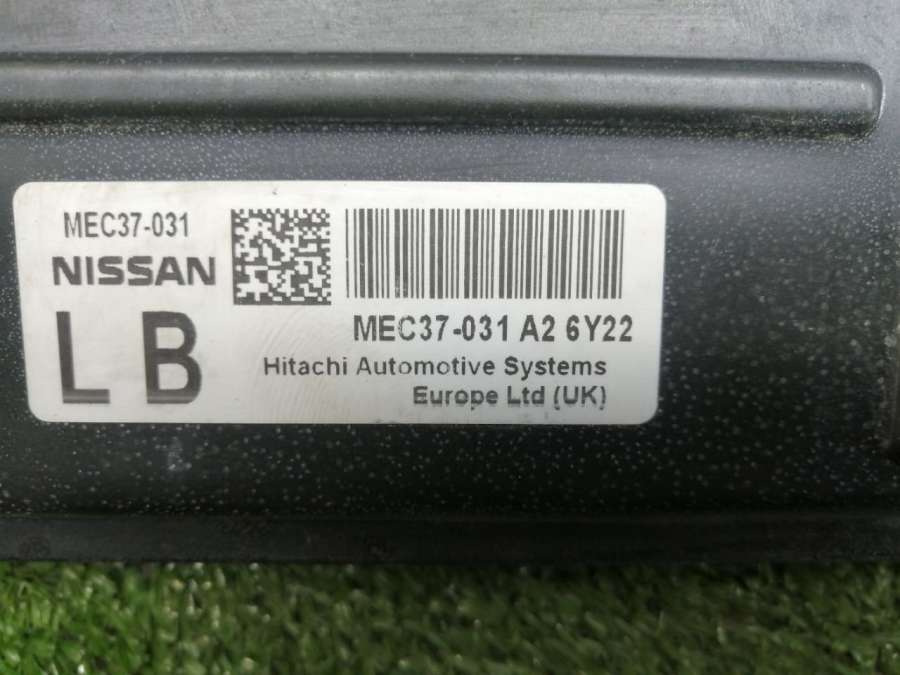 MEC37-031
NISSAN
LB
MEC37-031 A2 6Y22
Hitachi Automotive Systems
Europe Ltd (UK)